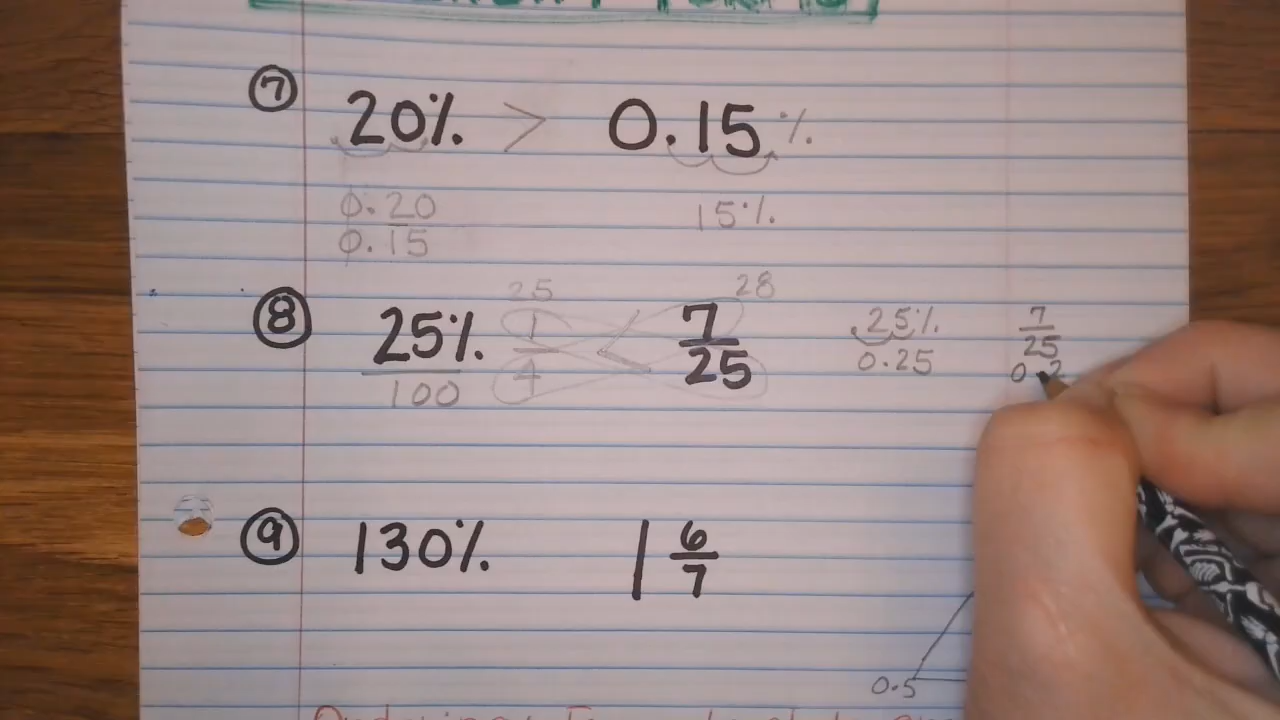 ⑦ 20% > 0.15 %
0.20 15%
0.15
25 28
⑧ 25% 1 < 7 25% 7
100 4 25 0.25 25
0.2
⑨ 130% 1 6/7
0.5